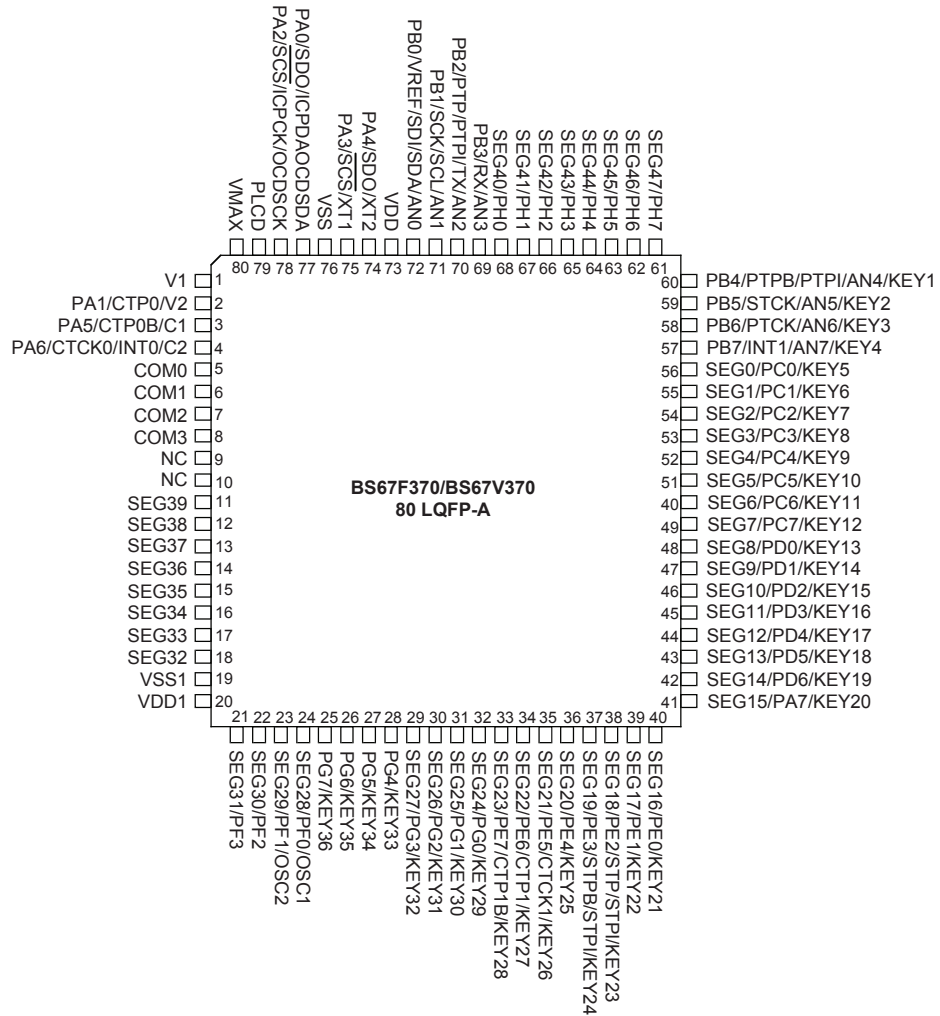 VMAX
PLCD
PA2/SCS/ICPCK/OCDSCK
PA0/SDO/ICPDAOCDSDA
VSS
PA3/SCS/XT1
PA4/SDO/XT2
VDD
PB0/VREF/SDI/SDA/AN0
PB1/SCK/SCL/AN1
PB2/PTP/PTPI/TX/AN2
PB3/RX/AN3
SEG40/PH0
SEG41/PH1
SEG42/PH2
SEG43/PH3
SEG44/PH4
SEG45/PH5
SEG46/PH6
SEG47/PH7
80 79 78 77 76 75 74 73 72 71 70 69 68 67 66 65 64 63 62 61
V1 1
PA1/CTP0/V2 2
PA5/CTP0B/C1 3
PA6/CTCK0/INT0/C2 4
COM0 5
COM1 6
COM2 7
COM3 8
NC 9
NC 10
SEG39 11
SEG38 12
SEG37 13
SEG36 14
SEG35 15
SEG34 16
SEG33 17
SEG32 18
VSS1 19
VDD1 20
BS67F370/BS67V370
80 LQFP-A
60 PB4/PTPB/PTPI/AN4/KEY1
59 PB5/STCK/AN5/KEY2
58 PB6/PTCK/AN6/KEY3
57 PB7/INT1/AN7/KEY4
56 SEG0/PC0/KEY5
55 SEG1/PC1/KEY6
54 SEG2/PC2/KEY7
53 SEG3/PC3/KEY8
52 SEG4/PC4/KEY9
51 SEG5/PC5/KEY10
40 SEG6/PC6/KEY11
49 SEG7/PC7/KEY12
48 SEG8/PD0/KEY13
47 SEG9/PD1/KEY14
46 SEG10/PD2/KEY15
45 SEG11/PD3/KEY16
44 SEG12/PD4/KEY17
43 SEG13/PD5/KEY18
42 SEG14/PD6/KEY19
41 SEG15/PA7/KEY20
21 22 23 24 25 26 27 28 29 30 31 32 33 34 35 36 37 38 39 40
SEG31/PF3
SEG30/PF2
SEG29/PF1/OSC2
SEG28/PF0/OSC1
PG7/KEY36
PG6/KEY35
PG5/KEY34
PG4/KEY33
SEG27/PG3/KEY32
SEG26/PG2/KEY31
SEG25/PG1/KEY30
SEG24/PG0/KEY29
SEG23/PE7/CTP1B/KEY28
SEG22/PE6/CTP1/KEY27
SEG21/PE5/CTCK1/KEY26
SEG20/PE4/KEY25
SEG19/PE3/STPB/STPI/KEY24
SEG18/PE2/STP/STPI/KEY23
SEG17/PE1/KEY22
SEG16/PE0/KEY21